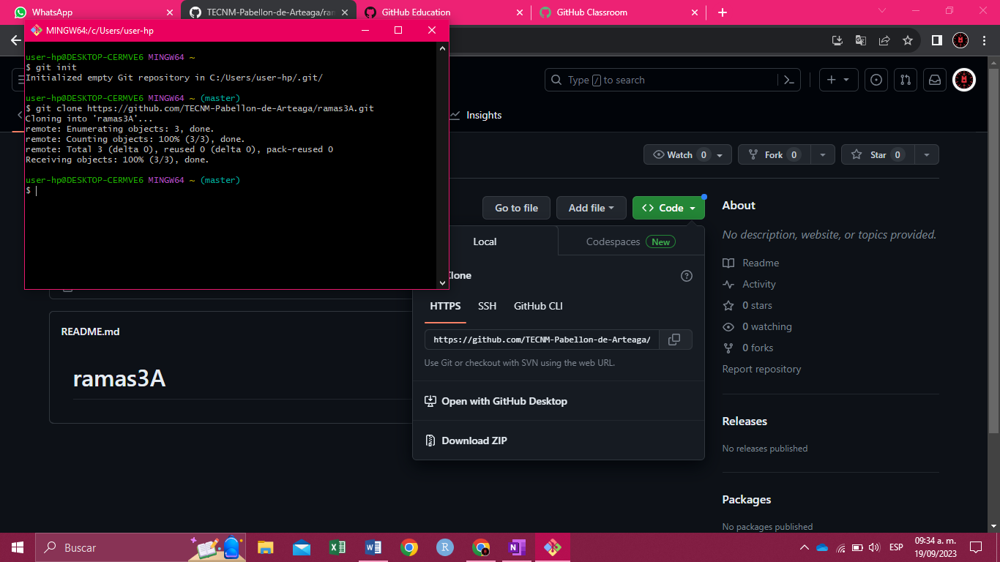 WhatsApp
TECNM-Pabellon-de-Arteaga/ram
GitHub Education
GitHub Classroom
MINGW64:/c/Users/user-hp
user-hp@DESKTOP-CERMVE6 MINGW64 ~
$ git init
Initialized empty Git repository in C:/Users/user-hp/.git/
user-hp@DESKTOP-CERMVE6 MINGW64 ~ (master)
$ git clone https://github.com/TECNM-Pabellon-de-Arteaga/ramas3A.git
Cloning into 'ramas3A'...
remote: Enumerating objects: 3, done.
remote: Counting objects: 100% (3/3), done.
remote: Total 3 (delta 0), reused 0 (delta 0), pack-reused 0
Receiving objects: 100% (3/3), done.
user-hp@DESKTOP-CERMVE6 MINGW64 ~ (master)
$
Type / to search
Insights
Watch 0
Fork 0
Star 0
Go to file
Add file
Code
Local
Codespaces New
Clone
HTTPS
SSH
GitHub CLI
https://github.com/TECNM-Pabellon-de-Arteaga/
Use Git or checkout with SVN using the web URL.
Open with GitHub Desktop
Download ZIP
README.md
ramas3A
About
No description, website, or topics provided.
Readme
Activity
0 stars
0 watching
0 forks
Report repository
Releases
No releases published
Packages
No packages published
Buscar
ESP
09:34 a. m.
19/09/2023